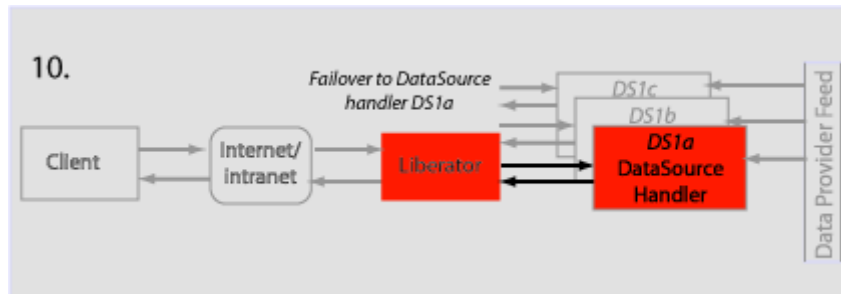 10.
Failover to DataSource
handler DS1a
Client
Internet/
intranet
Liberator
DS1c
DS1b
DS1a
DataSource
Handler
Data Provider Feed